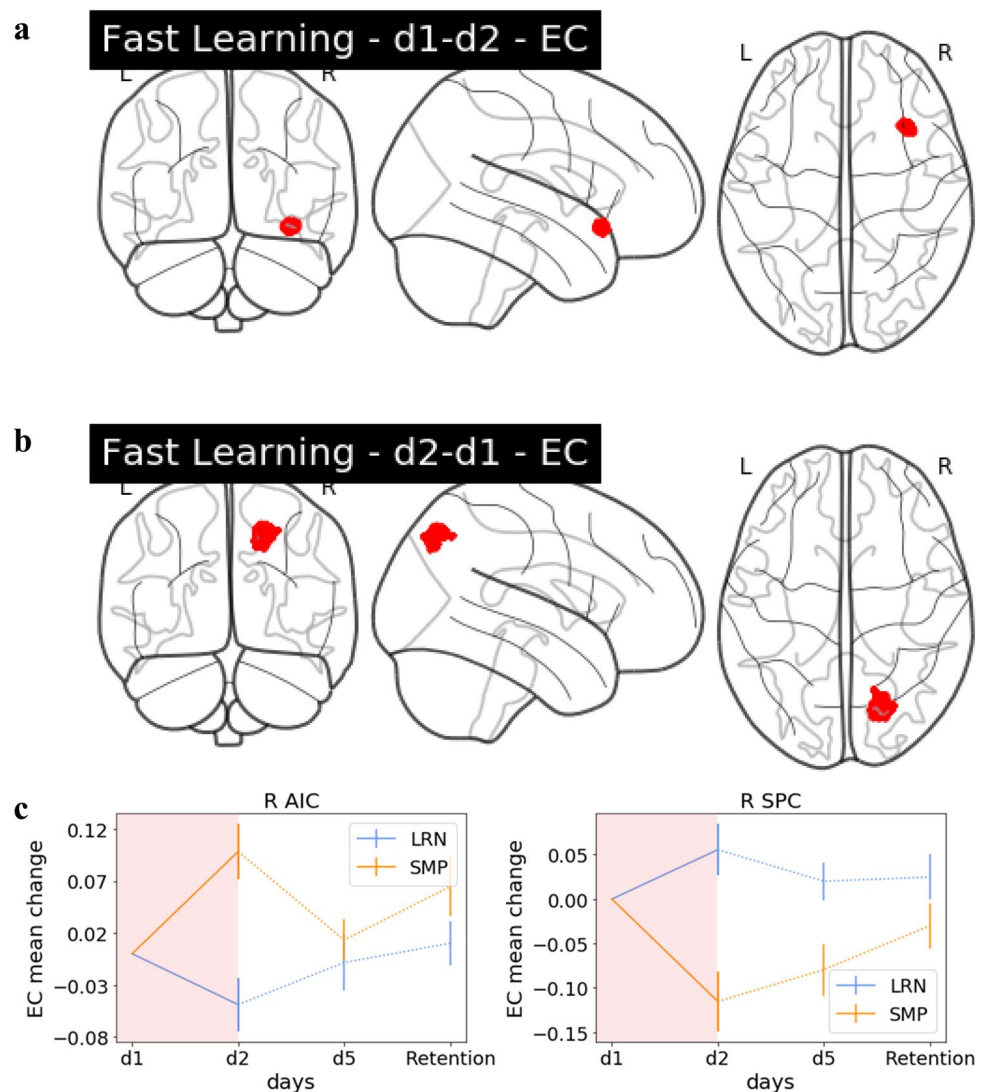 a
Fast Learning - d1-d2 - EC
L R
L R
b
Fast Learning - d2-d1 - EC
L R
L R
c
R AIC
EC mean change
0.12
0.07
0.02
−0.03
−0.08
LRN
SMP
d1 d2 d5 Retention
days
R SPC
EC mean change
0.05
0.00
−0.05
−0.10
−0.15
LRN
SMP
d1 d2 d5 Retention
days